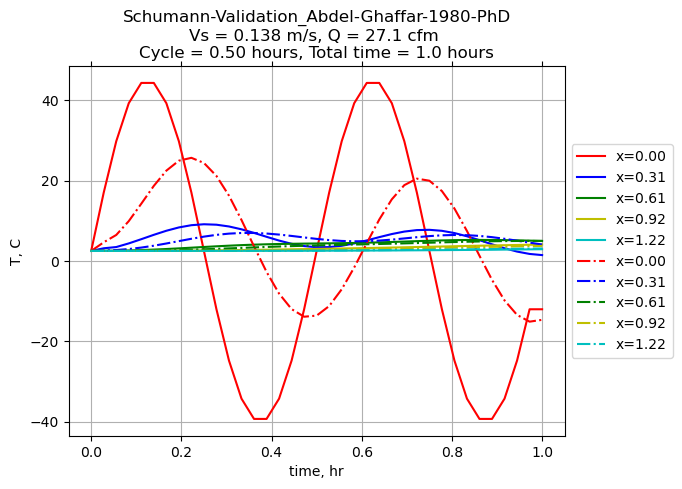 Schumann-Validation_Abdel-Ghaffar-1980-PhD
Vs = 0.138 m/s, Q = 27.1 cfm
Cycle = 0.50 hours, Total time = 1.0 hours
T, C
40
20
0
−20
−40
0.0 0.2 0.4 0.6 0.8 1.0
time, hr
x=0.00
x=0.31
x=0.61
x=0.92
x=1.22
x=0.00
x=0.31
x=0.61
x=0.92
x=1.22